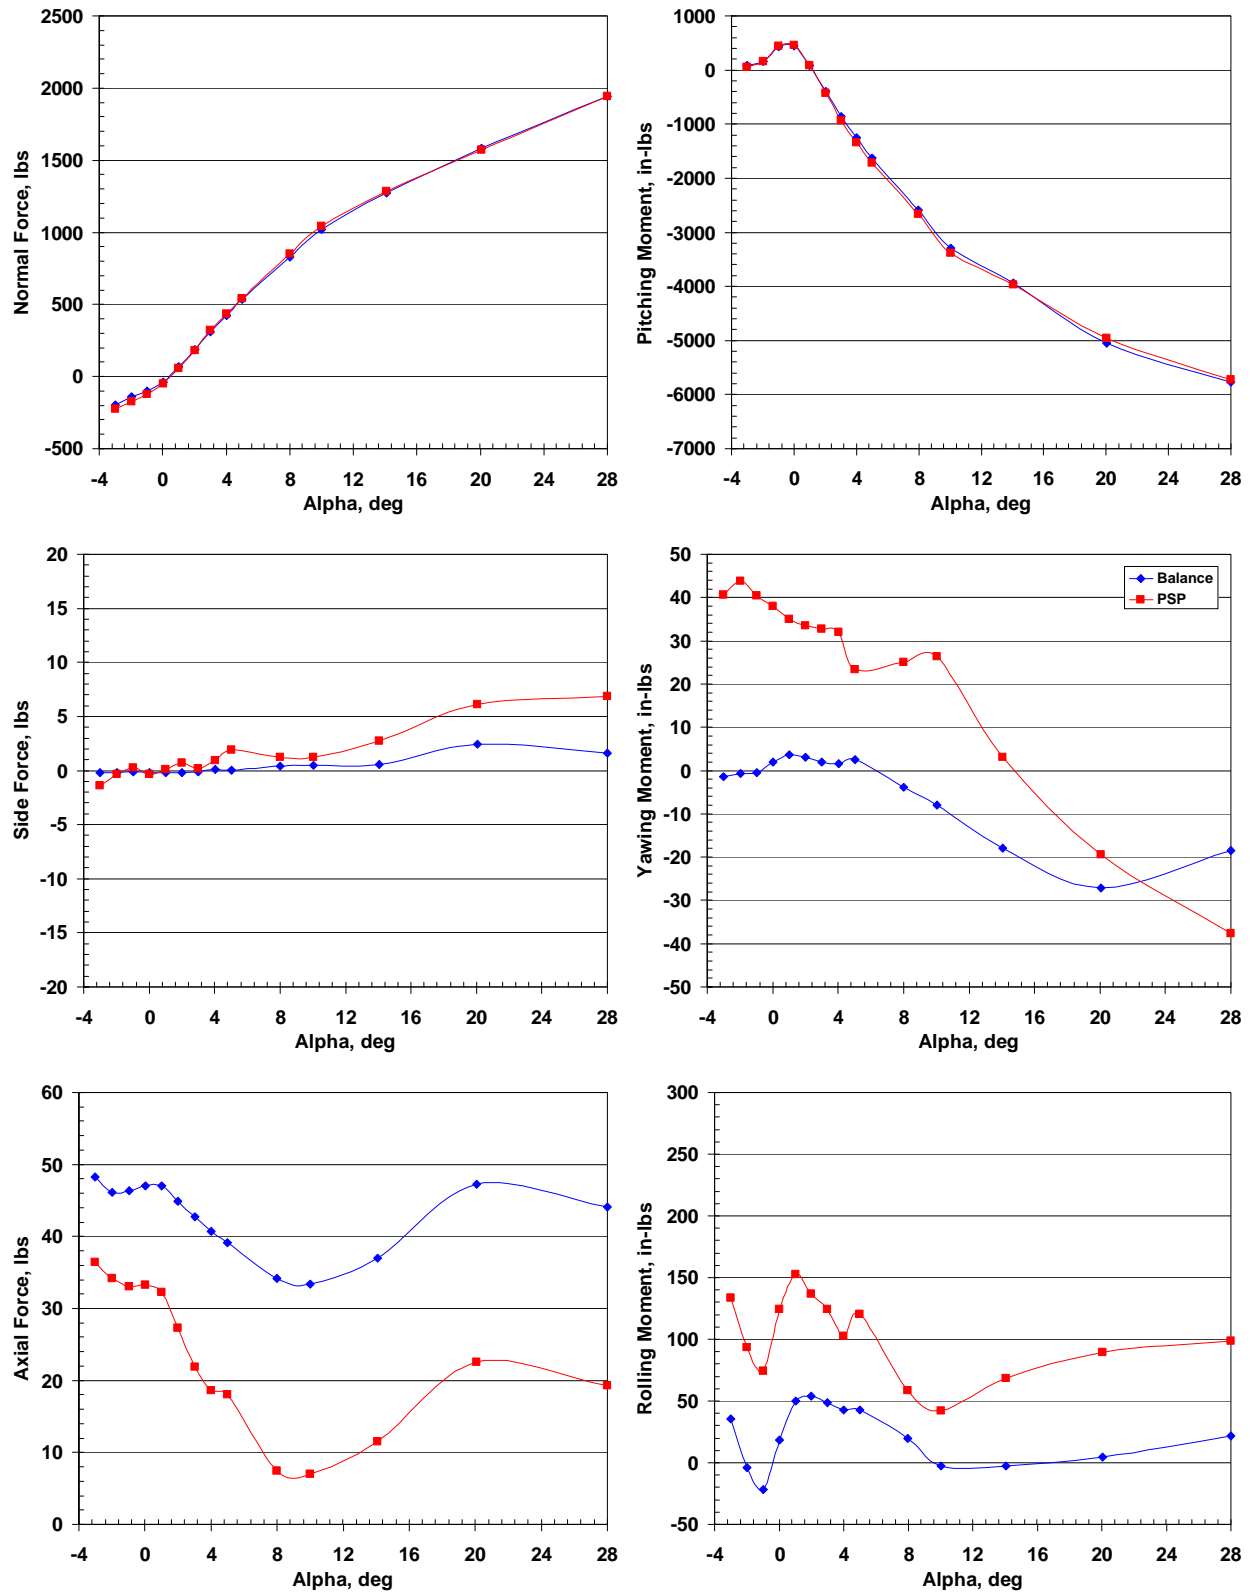 2500
2000
1500
1000
500
0
-500
-4 0 4 8 12 16 20 24 28
Alpha, deg
Normal Force, lbs
1000
0
-1000
-2000
-3000
-4000
-5000
-6000
-7000
-4 0 4 8 12 16 20 24 28
Alpha, deg
Pitching Moment, in-lbs
20
15
10
5
0
-5
-10
-15
-20
-4 0 4 8 12 16 20 24 28
Alpha, deg
Side Force, lbs
50
40
30
20
10
0
-10
-20
-30
-40
-50
-4 0 4 8 12 16 20 24 28
Alpha, deg
Yawing Moment, in-lbs
Balance
PSP
60
50
40
30
20
10
0
-4 0 4 8 12 16 20 24 28
Alpha, deg
Axial Force, lbs
300
250
200
150
100
50
0
-50
-4 0 4 8 12 16 20 24 28
Alpha, deg
Rolling Moment, in-lbs